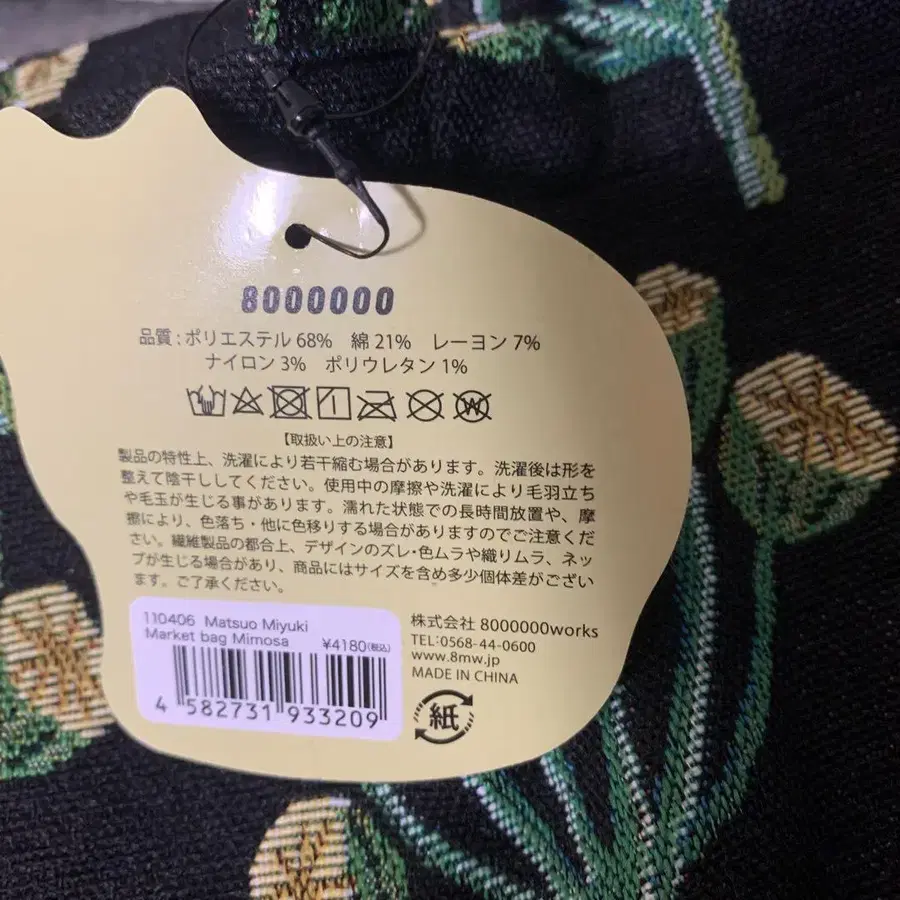 8000000
品質:ポリエステル 68% 綿 21% レーヨン 7%
ナイロン 3% ポリウレタン 1%
【取扱い上の注意】
製品の特性上、洗濯により若干縮む場合があります。洗濯後は形を
整えて陰干ししてください。使用中の摩擦や洗濯により毛羽立ち
や毛玉が生じる事があります。濡れた状態での長時間放置や、摩
擦により、色落ち・他に色移りする場合がありますのでご注意くだ
さい。繊維製品の都合上、デザインのズレ・色ムラや織りムラ、ネッ
プが生じる場合があり、商品にはサイズを含め多少個体差がござい
ます。ご了承ください。
110406 Matsuo Miyuki
Market bag Mimosa ¥4180(税込)
4 582731 933209
株式会社 8000000works
TEL:0568-44-0600
www.8mw.jp
MADE IN CHINA
紙